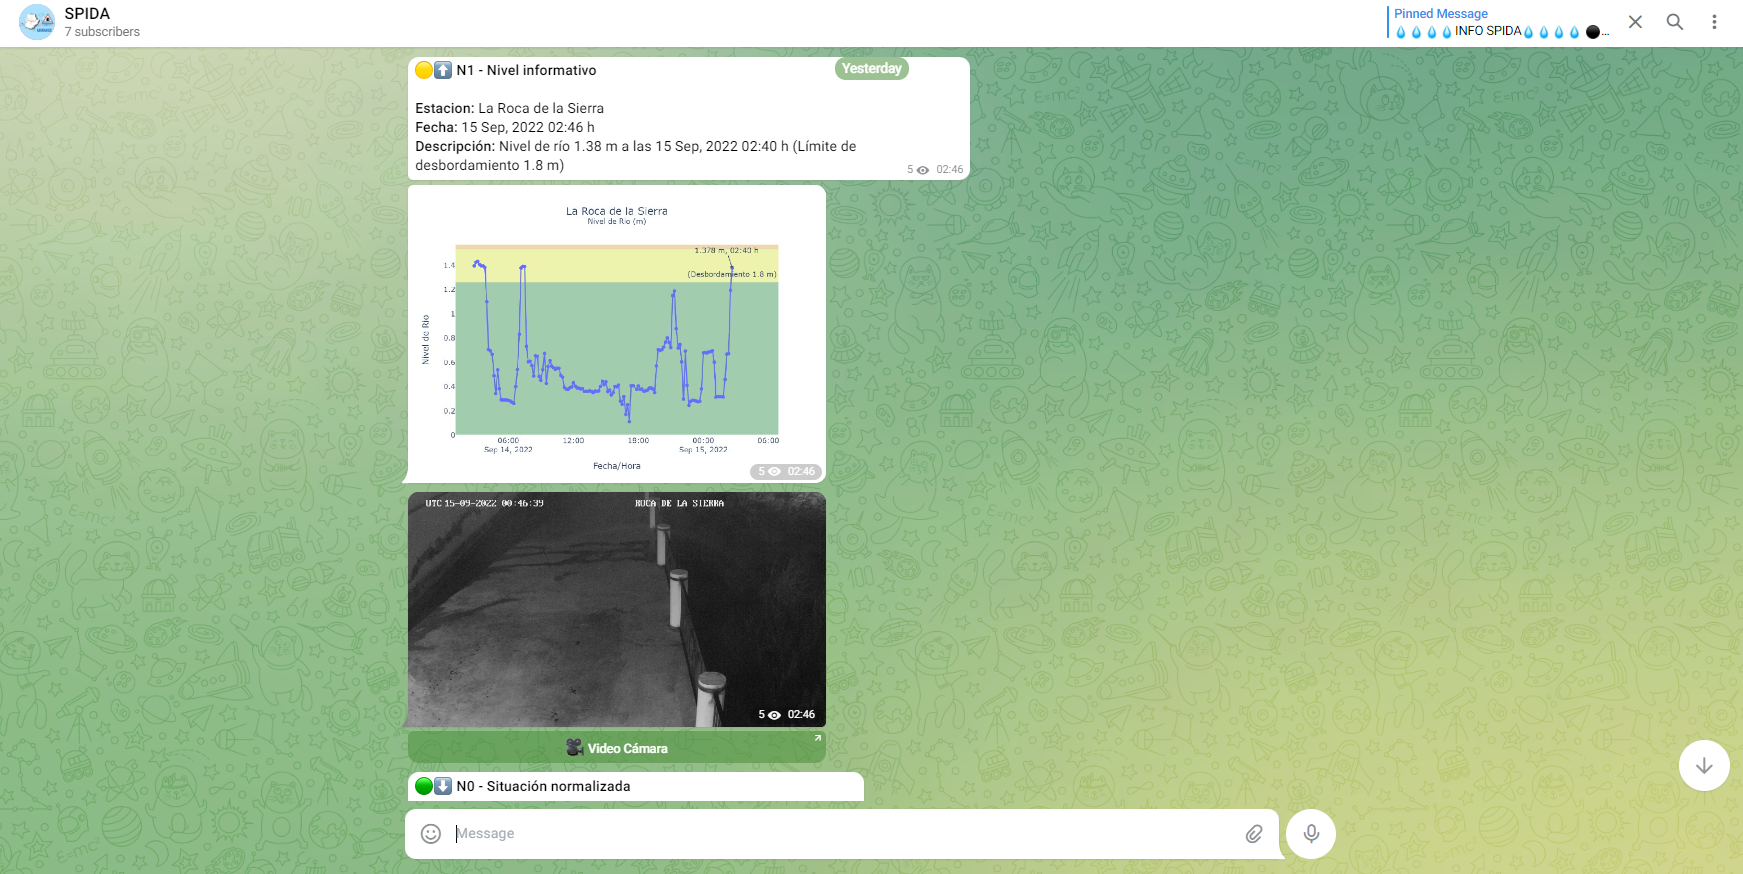 SPIDA
7 subscribers
Pinned Message
💧💧💧💧INFO SPIDA💧💧💧💧 ⚫...
Yesterday
🟡⬆️ N1 - Nivel informativo
Estacion: La Roca de la Sierra
Fecha: 15 Sep, 2022 02:46 h
Descripción: Nivel de río 1.38 m a las 15 Sep, 2022 02:40 h (Límite de
desbordamiento 1.8 m)
5 02:46
La Roca de la Sierra
Nivel de Rio (m)
1.378 m, 02:40 h
(Desbordamiento 1.8 m)
1.4
1.2
1
0.8
0.6
0.4
0.2
0
Nivel de Rio
06:00 12:00 18:00 00:00 06:00
Sep 14, 2022 Sep 15, 2022
Fecha/Hora
5 02:46
UTC 15-09-2022 00:46:39 ROCA DE LA SIERRA
5 02:46
🎥 Video Cámara
🟢⬇️ N0 - Situación normalizada
Message